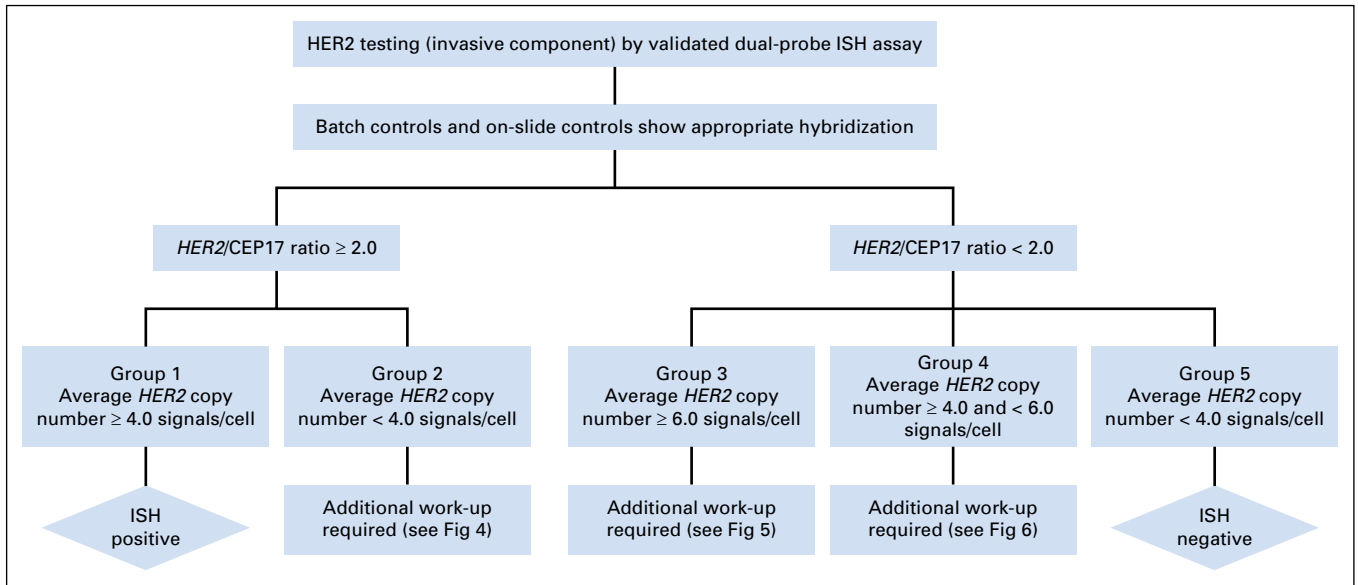 HER2 testing (invasive component) by validated dual-probe ISH assay
Batch controls and on-slide controls show appropriate hybridization
HER2/CEP17 ratio ≥ 2.0
HER2/CEP17 ratio < 2.0
Group 1
Average HER2 copy
number ≥ 4.0 signals/cell
Group 2
Average HER2 copy
number < 4.0 signals/cell
Group 3
Average HER2 copy
number ≥ 6.0 signals/cell
Group 4
Average HER2 copy
number ≥ 4.0 and < 6.0
signals/cell
Group 5
Average HER2 copy
number < 4.0 signals/cell
ISH
positive
Additional work-up
required (see Fig 4)
Additional work-up
required (see Fig 5)
Additional work-up
required (see Fig 6)
ISH
negative